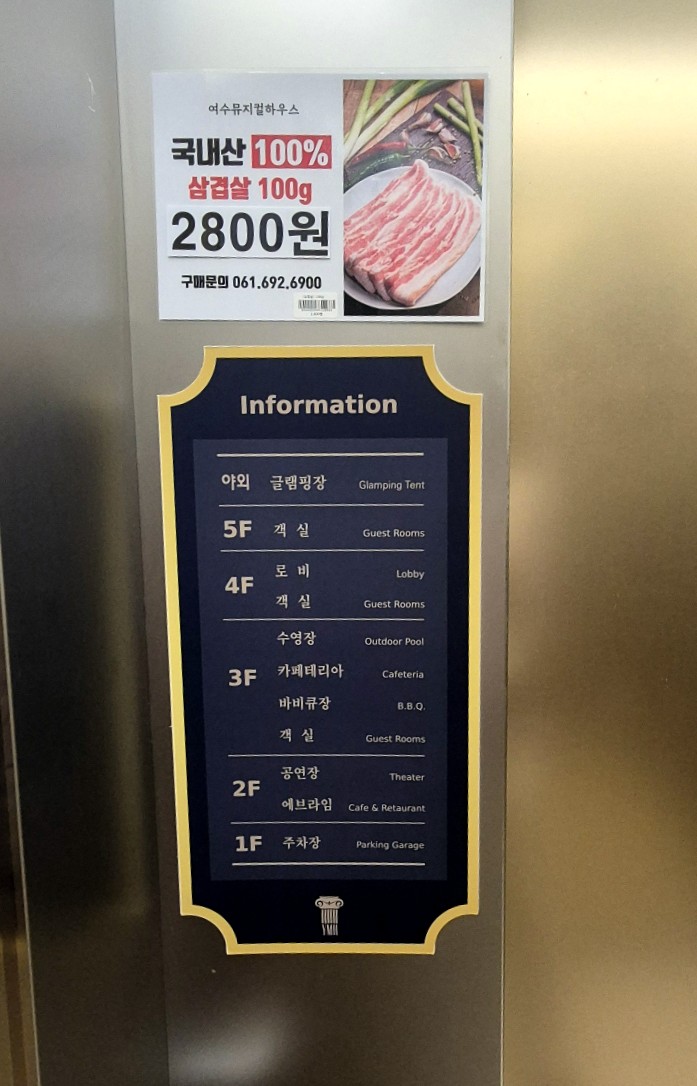 여수뮤지컬하우스
국내산 100%
삼겹살 100g
2800원
구매문의 061.692.6900
Information
야외 글램핑장 Glamping Tent
5F 객 실 Guest Rooms
4F 로 비 Lobby
객 실 Guest Rooms
3F 수영장 Outdoor Pool
카페테리아 Cafeteria
바비큐장 B.B.Q.
객 실 Guest Rooms
2F 공연장 Theater
에브라임 Cafe & Retaurant
1F 주차장 Parking Garage
YMH